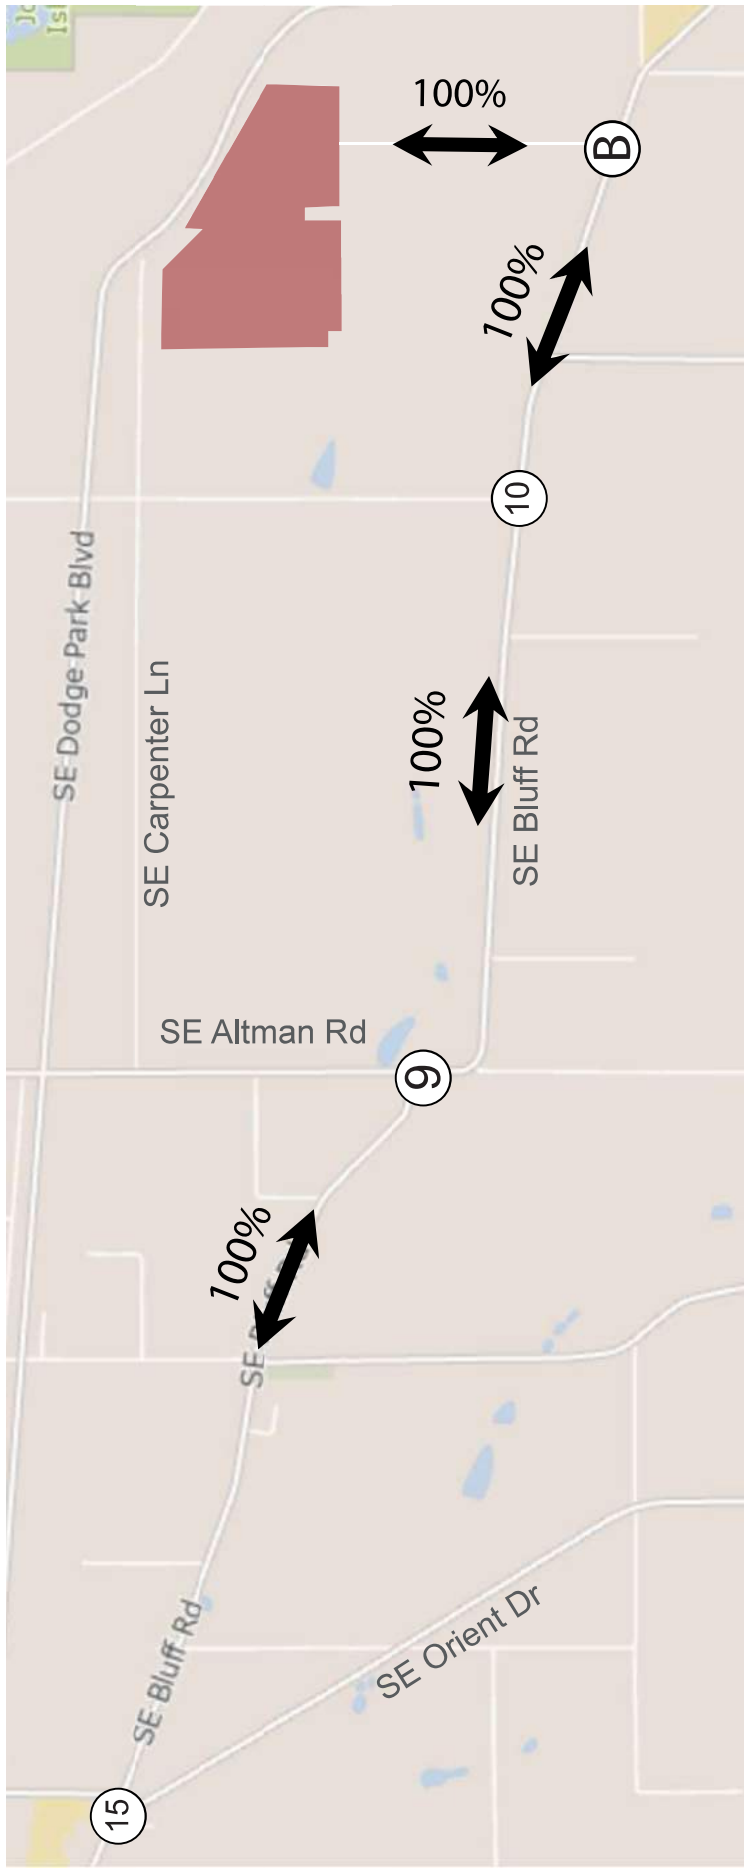 100%
B
100%
10
SE Dodge Park Blvd
SE Carpenter Ln
100%
SE Bluff Rd
SE Altman Rd
9
100%
SE
SE Bluff Rd
SE Orient Dr
15